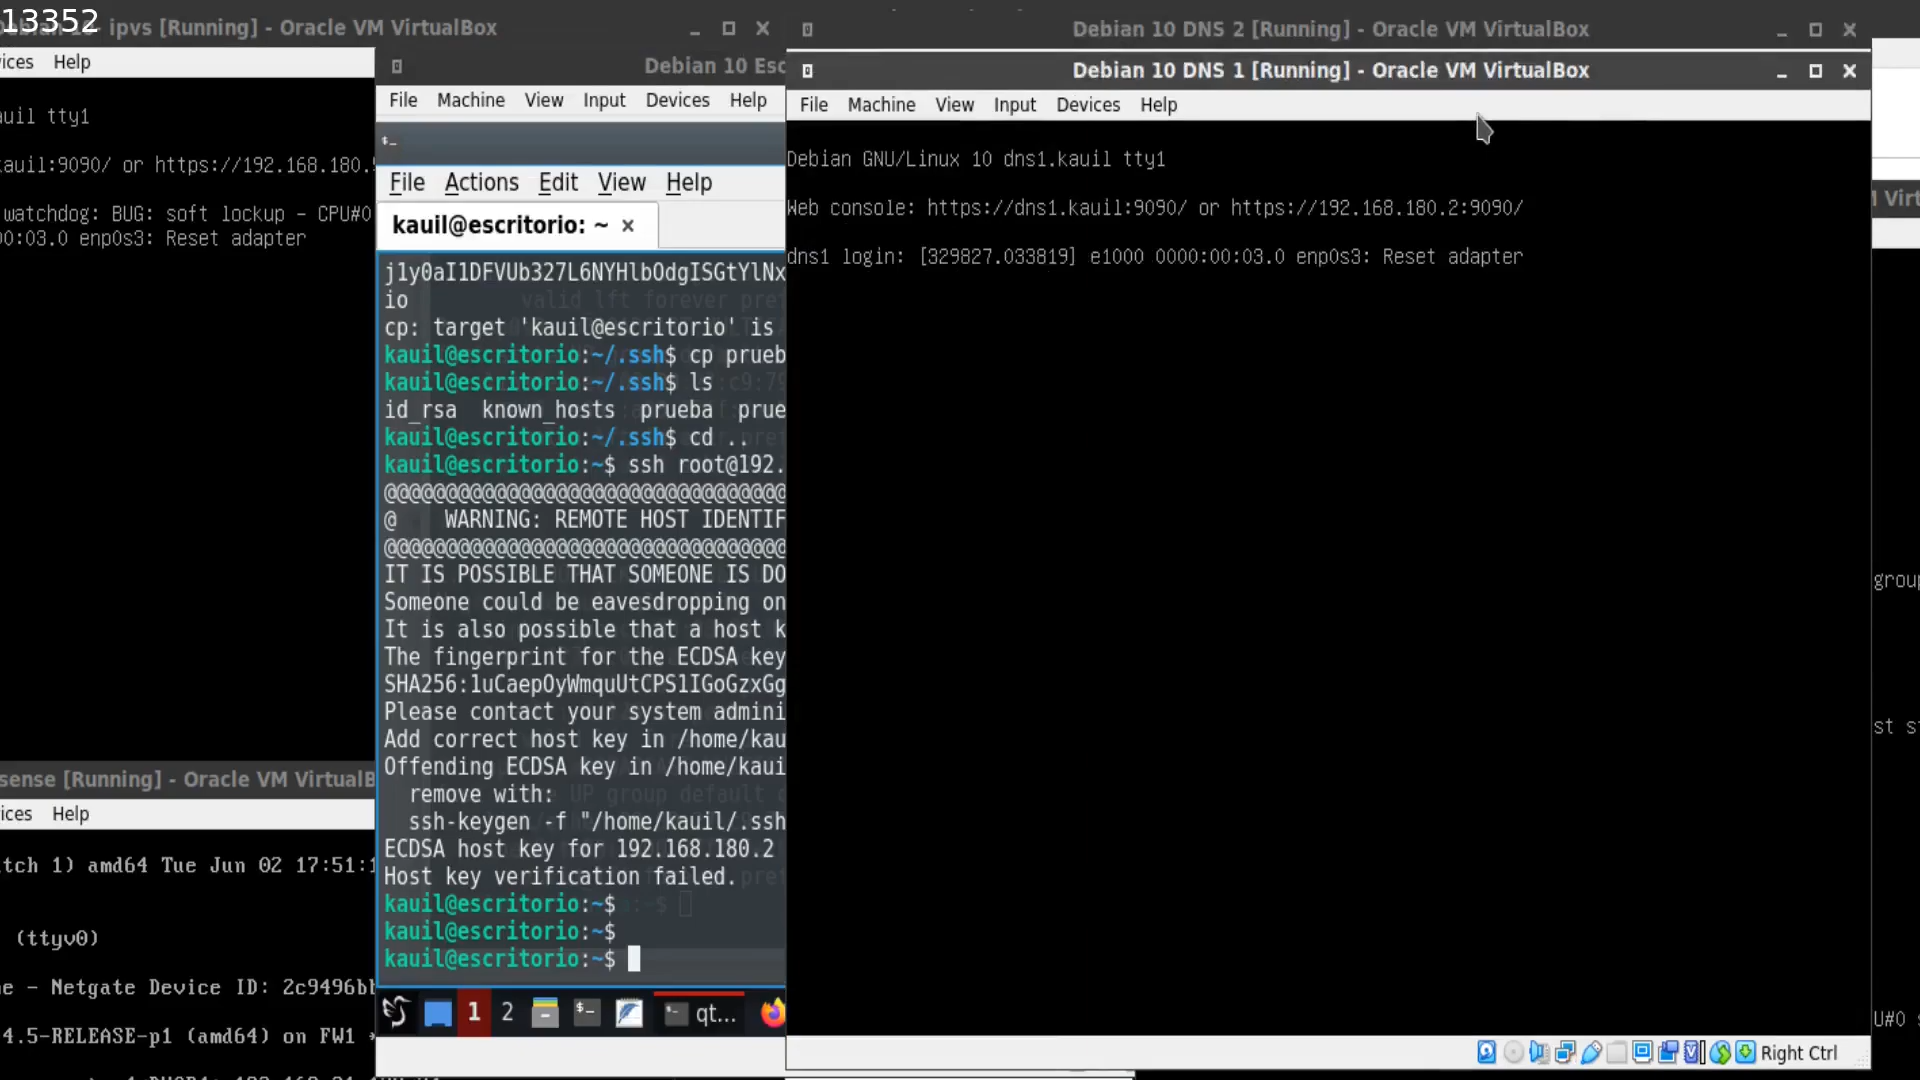 13352
ipvs [Running] - Oracle VM VirtualBox
ices Help
auil tty1
kauil:9090/ or https://192.168.180.
watchdog: BUG: soft lockup - CPU#0
00:03.0 enp0s3: Reset adapter
sense [Running] - Oracle VM VirtualB
ices Help
tch 1) amd64 Tue Jun 02 17:51:1
(ttyv0)
e - Netgate Device ID: 2c9496bb
4.5-RELEASE-p1 (amd64) on FW1 *
Debian 10 Esc
File Machine View Input Devices Help
File Actions Edit View Help
kauil@escritorio: ~ ×
j1y0aI1DFVUb327L6NYHlbOdgISGtYlNx
io
cp: target 'kauil@escritorio' is
kauil@escritorio:~/.ssh$ cp prueb
kauil@escritorio:~/.ssh$ ls
id_rsa known_hosts prueba prue
kauil@escritorio:~/.ssh$ cd ..
kauil@escritorio:~$ ssh root@192.
@@@@@@@@@@@@@@@@@@@@@@@@@@@@@@@@@
@ WARNING: REMOTE HOST IDENTIF
@@@@@@@@@@@@@@@@@@@@@@@@@@@@@@@@@
IT IS POSSIBLE THAT SOMEONE IS DO
Someone could be eavesdropping on
It is also possible that a host k
The fingerprint for the ECDSA key
SHA256:1uCaepOyWmquUtCPS1IGoGzxGg
Please contact your system admini
Add correct host key in /home/kau
Offending ECDSA key in /home/kaui
remove with:
ssh-keygen -f "/home/kauil/.ssh
ECDSA host key for 192.168.180.2
Host key verification failed.
kauil@escritorio:~$
kauil@escritorio:~$
kauil@escritorio:~$
1 2 qt...
Debian 10 DNS 2 [Running] - Oracle VM VirtualBox
Debian 10 DNS 1 [Running] - Oracle VM VirtualBox
File Machine View Input Devices Help
Debian GNU/Linux 10 dns1.kauil tty1
Web console: https://dns1.kauil:9090/ or https://192.168.180.2:9090/
dns1 login: [329827.033819] e1000 0000:00:03.0 enp0s3: Reset adapter
Right Ctrl
Virt
grou
st s
U#0